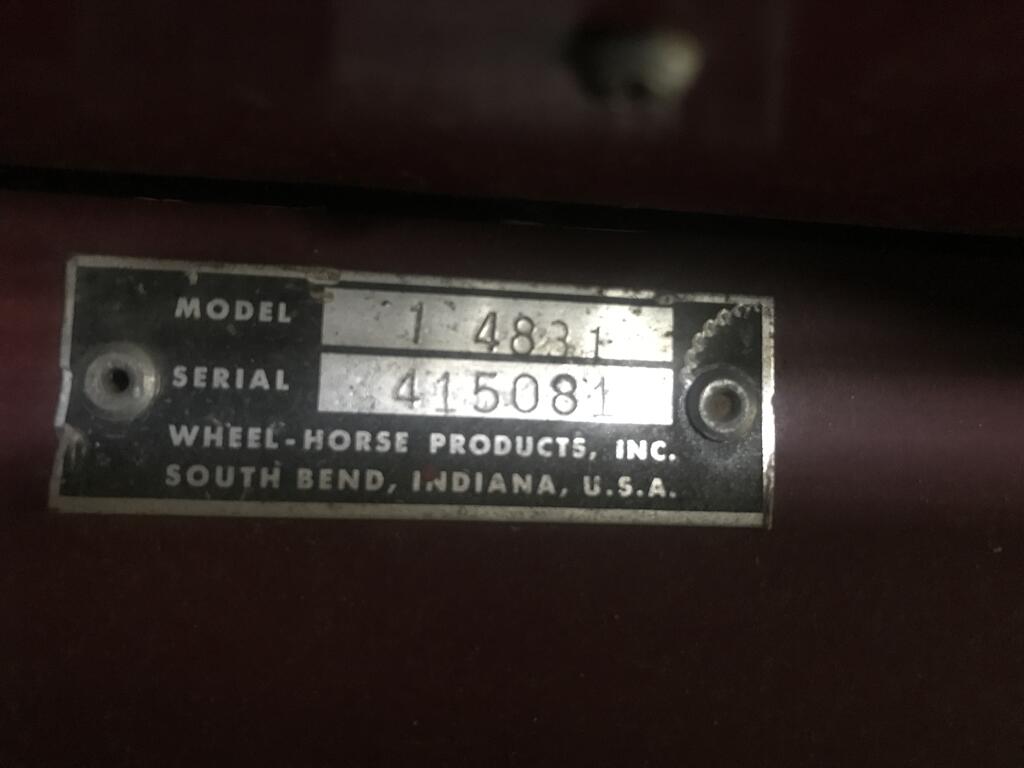 MODEL 1 4831
SERIAL 415081
WHEEL-HORSE PRODUCTS, INC.
SOUTH BEND, INDIANA, U.S.A.